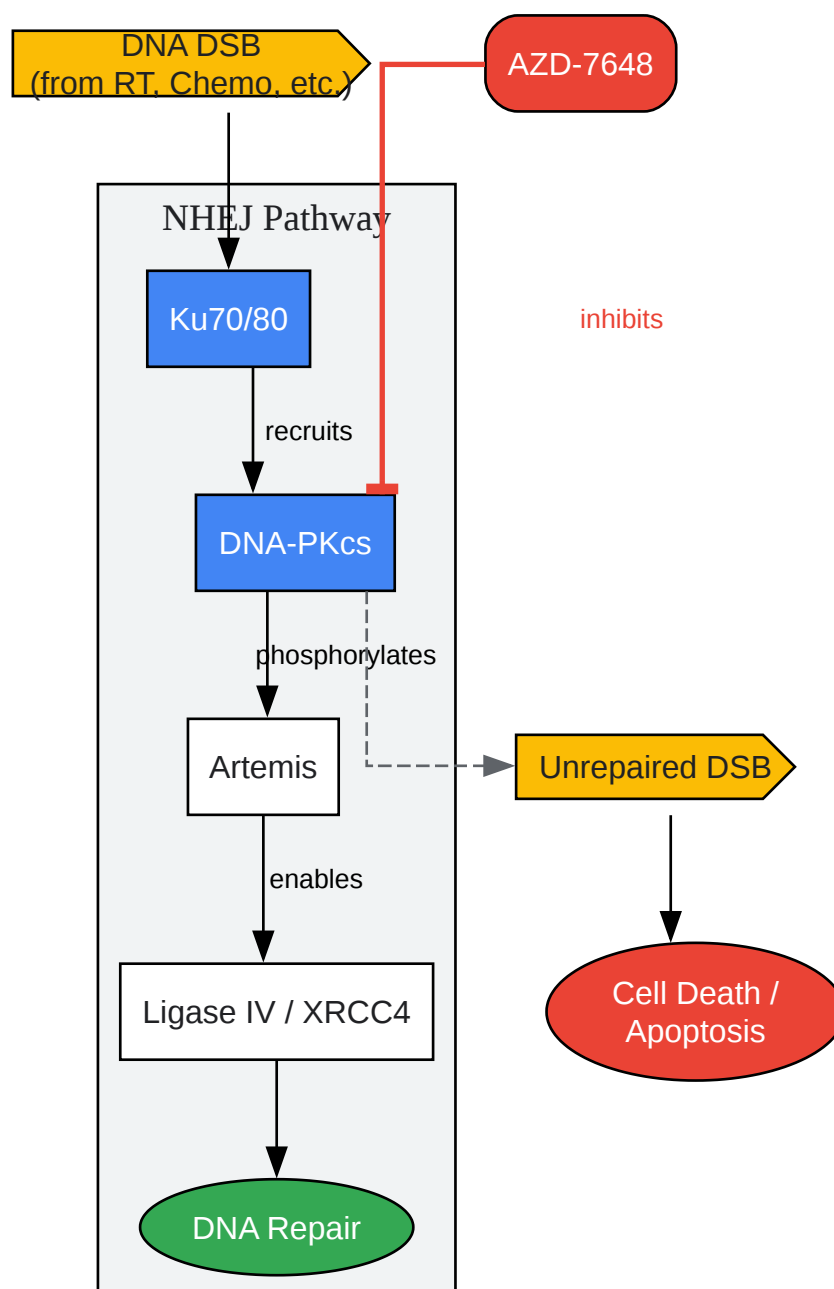 DNA DSB
(from RT, Chemo, etc.)
AZD-7648
NHEJ Pathway
Ku70/80
inhibits
recruits
DNA-PKcs
phosphorylates
Artemis
Unrepaired DSB
enables
Ligase IV / XRCC4
Cell Death /
Apoptosis
DNA Repair